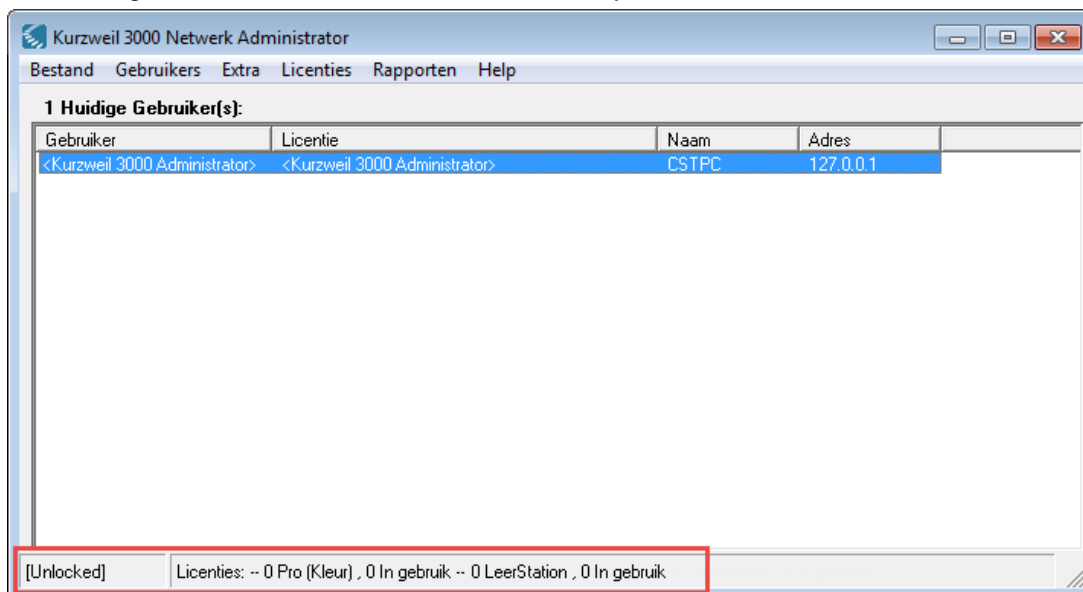 Kurzweil 3000 Netwerk Administrator
Bestand Gebruikers Extra Licenties Rapporten Help
1 Huidige Gebruiker(s):
Gebruiker Licentie Naam Adres
<Kurzweil 3000 Administrator> <Kurzweil 3000 Administrator> CSTPC 127.0.0.1
[Unlocked] Licenties: -- 0 Pro (Kleur) , 0 In gebruik -- 0 LeerStation , 0 In gebruik